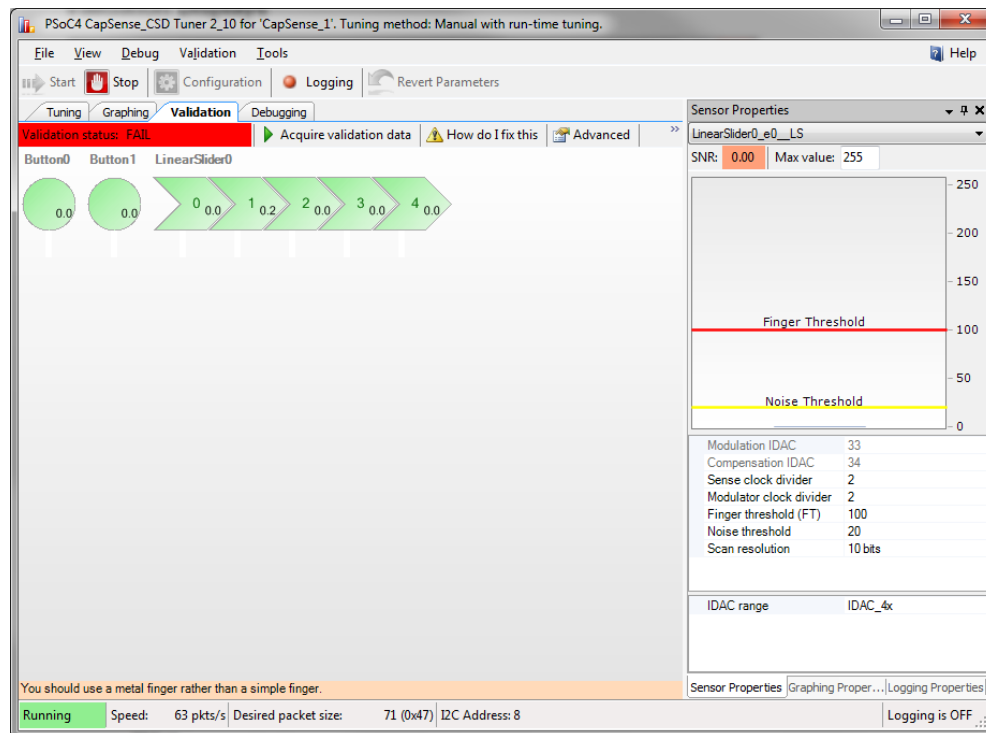 PSoC4 CapSense_CSD Tuner 2_10 for 'CapSense_1'. Tuning method: Manual with run-time tuning.
File View Debug Validation Tools Help
Start Stop Configuration Logging Revert Parameters
Tuning Graphing Validation Debugging
Validation status: FAIL Acquire validation data How do I fix this Advanced »
Button0 Button1 LinearSlider0
0.0 0.0 0 0.0 1 0.2 2 0.0 3 0.0 4 0.0
Sensor Properties
LinearSlider0_e0__LS
SNR: 0.00 Max value: 255
250
200
150
Finger Threshold
100
50
Noise Threshold
0
Modulation IDAC 33
Compensation IDAC 34
Sense clock divider 2
Modulator clock divider 2
Finger threshold (FT) 100
Noise threshold 20
Scan resolution 10 bits
IDAC range IDAC_4x
You should use a metal finger rather than a simple finger.
Sensor Properties Graphing Proper... Logging Properties
Running Speed: 63 pkts/s Desired packet size: 71 (0x47) I2C Address: 8 Logging is OFF